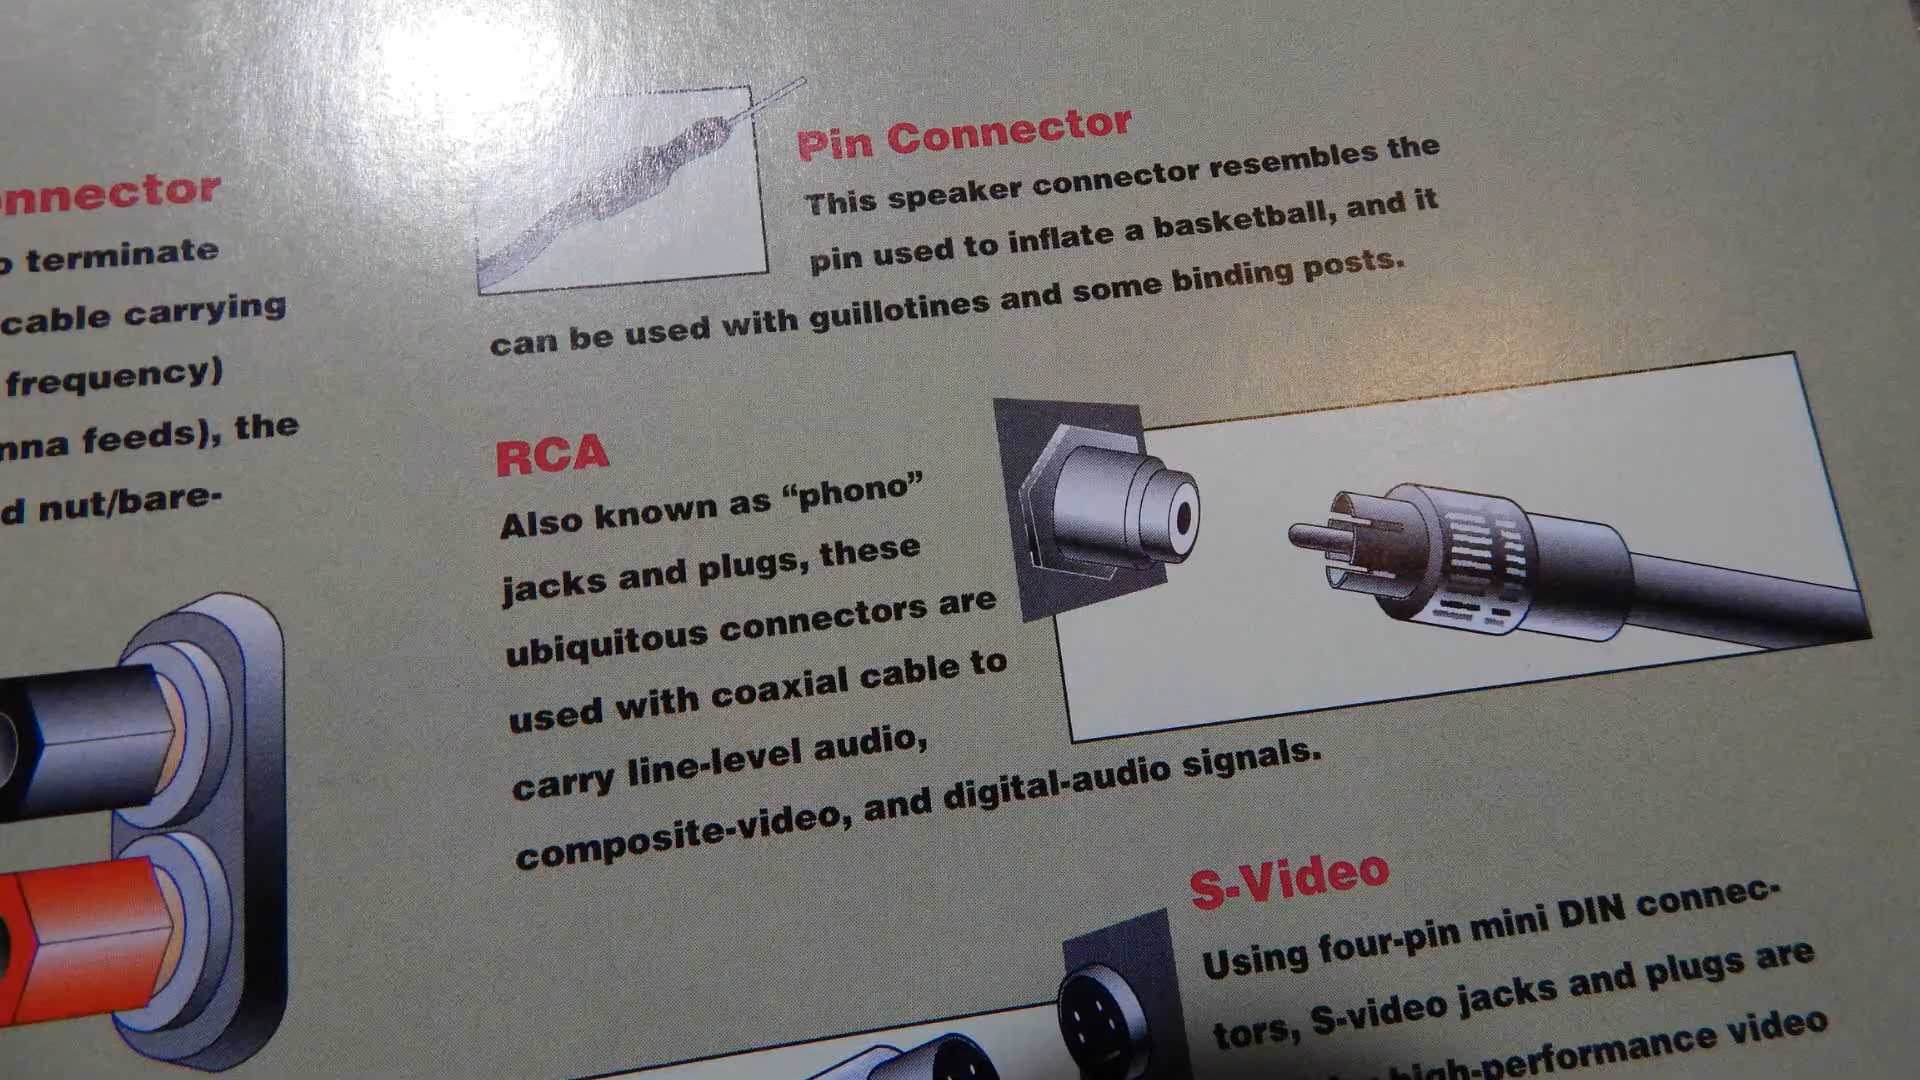 terminate
cable carrying
frequency)
feeds), the
nut/bare-
Pin Connector
This speaker connector resembles the
pin used to inflate a basketball, and it
can be used with guillotines and some binding posts.
RCA
Also known as “phono”
jacks and plugs, these
ubiquitous connectors are
used with coaxial cable to
carry line-level audio,
composite-video, and digital-audio signals.
S-Video
Using four-pin mini DIN connec-
tors, S-video jacks and plugs are
high-performance video